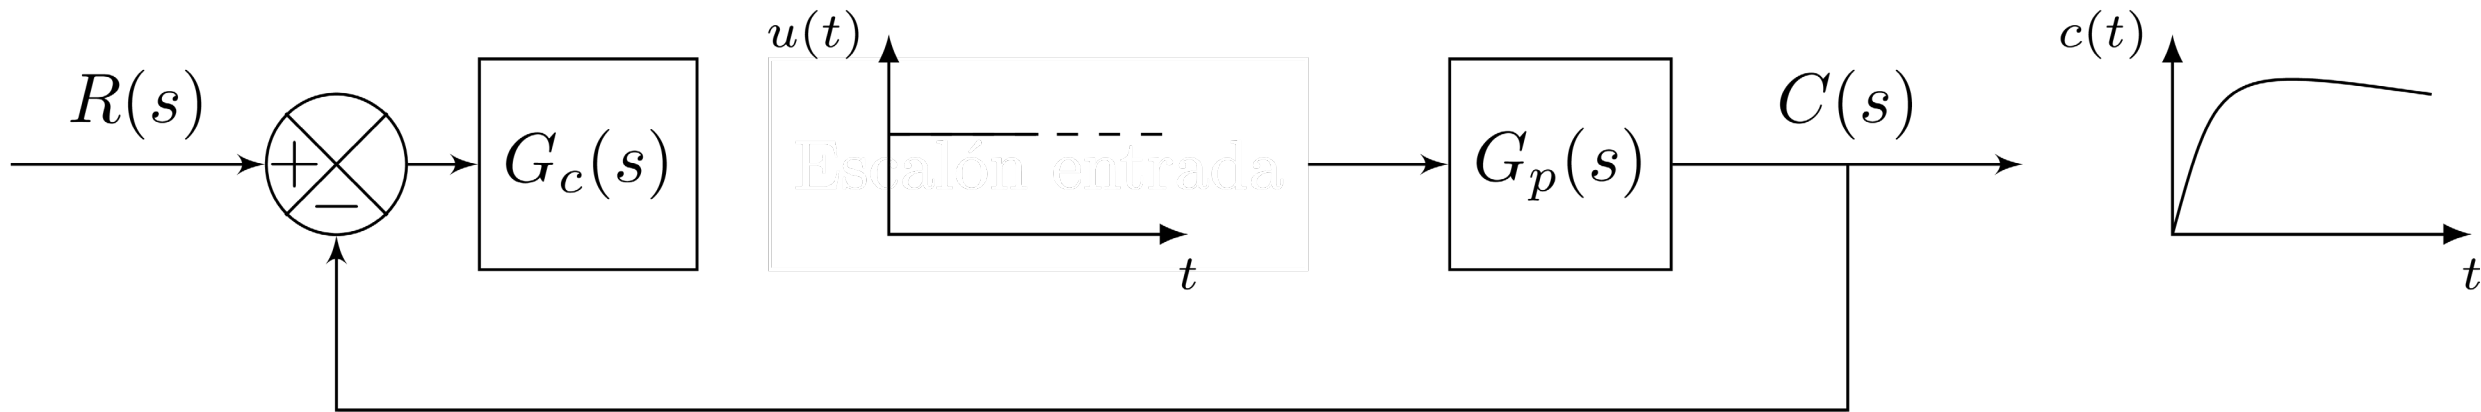 R(s)
+
−
G_c(s)
u(t)
Escalón entrada
t
G_p(s)
C(s)
c(t)
t